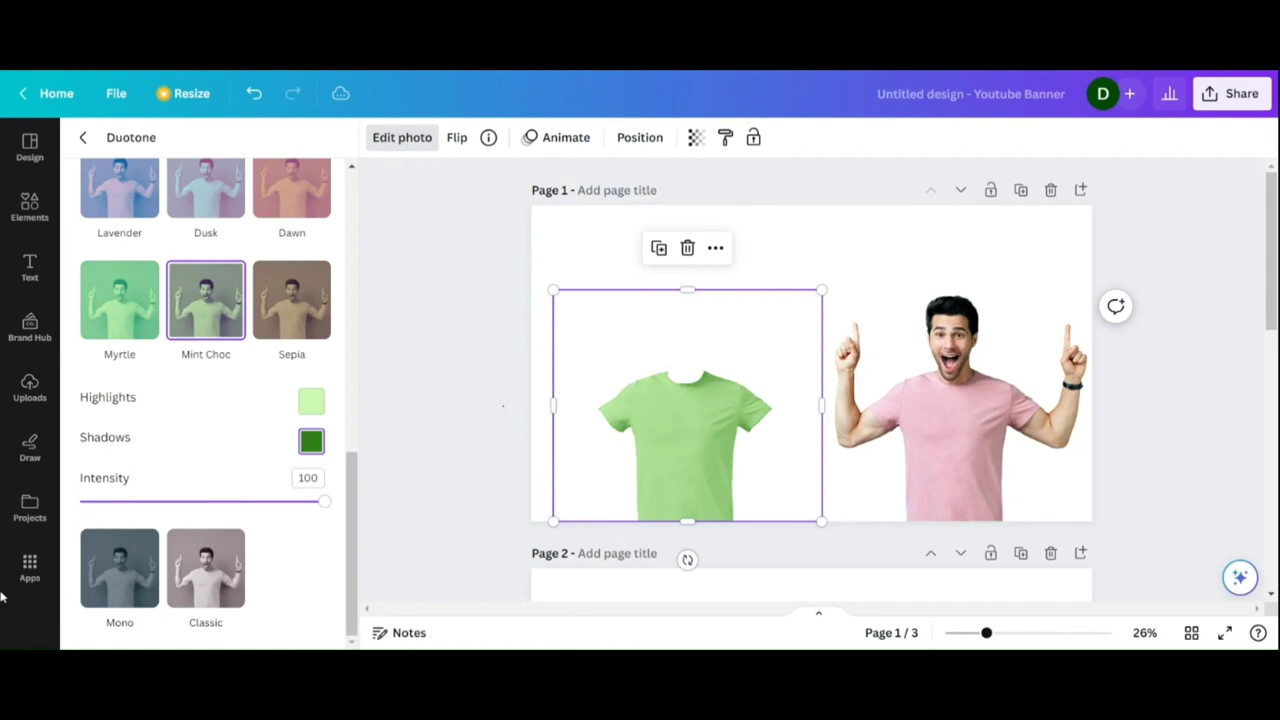 Home File Resize Untitled design - Youtube Banner D + Share
Design
Elements
Text
Brand Hub
Uploads
Draw
Projects
Apps
Duotone
Lavender Dusk Dawn
Myrtle Mint Choc Sepia
Highlights
Shadows
Intensity 100
Mono Classic
Edit photo Flip Animate Position
Page 1 - Add page title
Page 2 - Add page title
Notes Page 1 / 3 26%